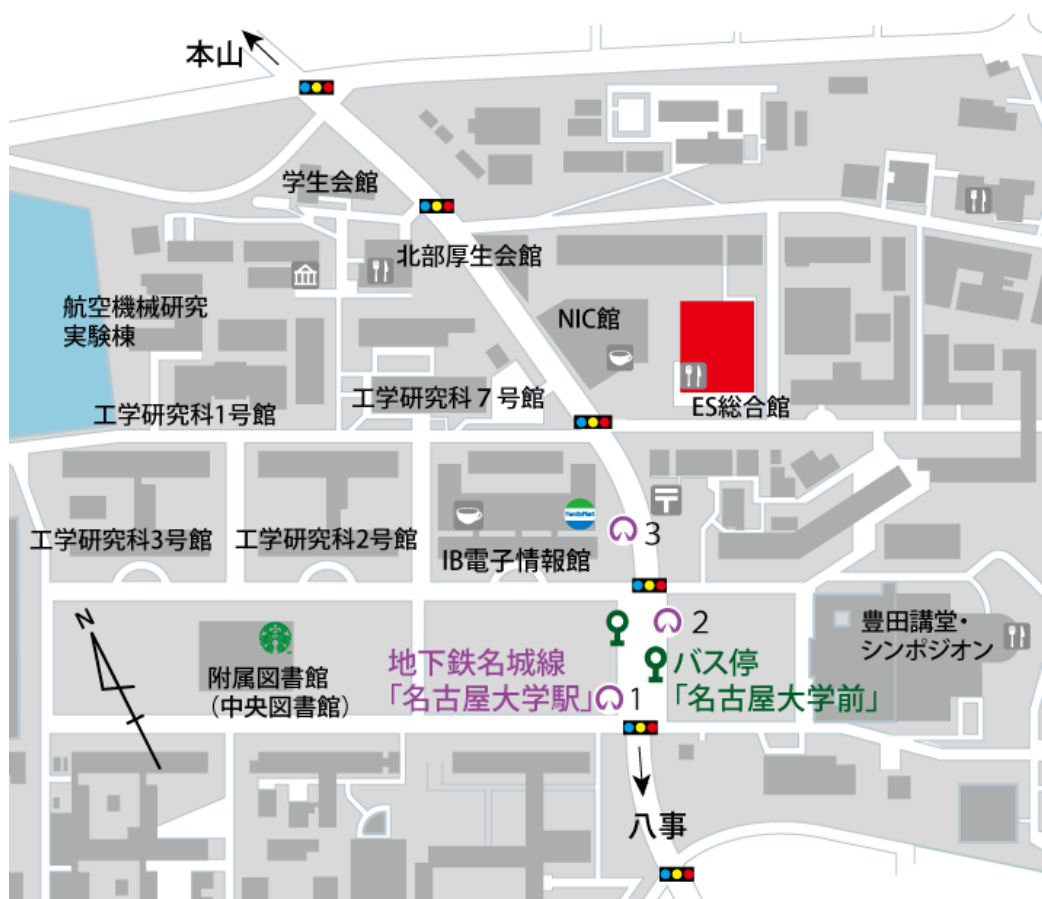 本山
学生会館
北部厚生会館
航空機械研究
実験棟
NIC館
工学研究科7号館
ES総合館
工学研究科1号館
FamilyMart
3
工学研究科3号館
工学研究科2号館
IB電子情報館
N
2
豊田講堂・
シンポジオン
地下鉄名城線
「名古屋大学駅」
1
バス停
「名古屋大学前」
附属図書館
（中央図書館）
八事